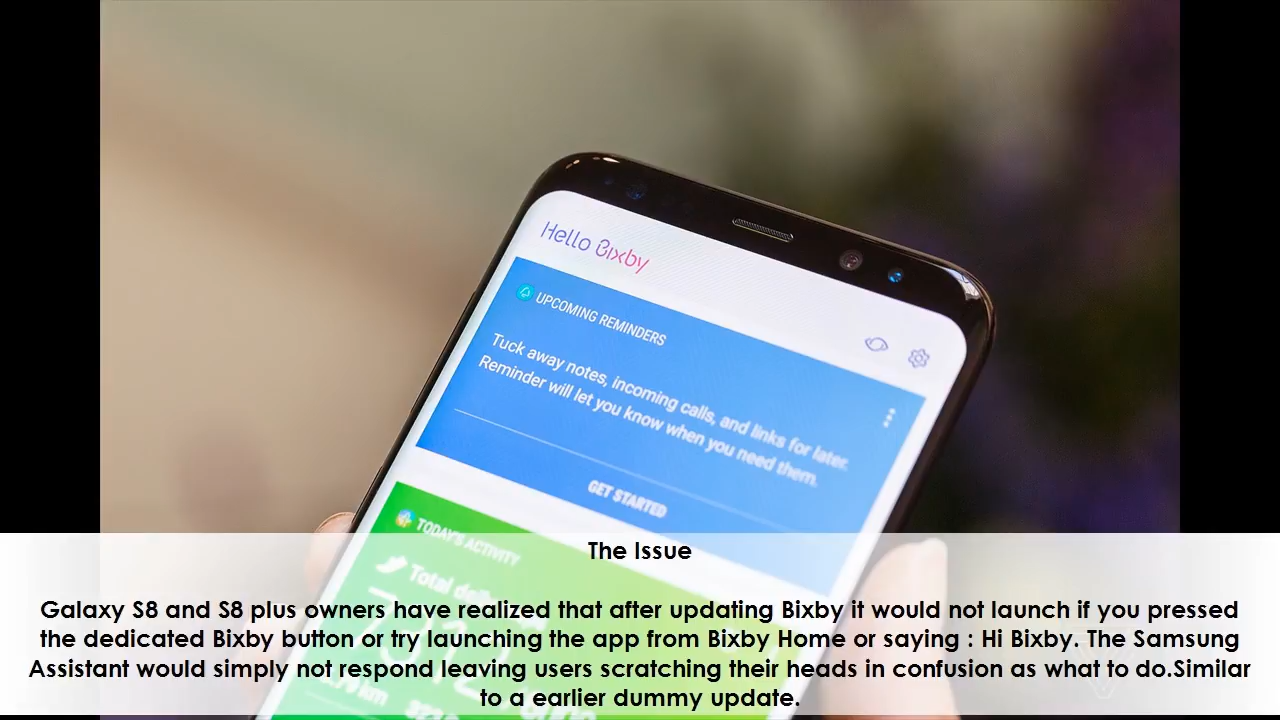 Hello Bixby
UPCOMING REMINDERS
Tuck away notes, incoming calls, and links for later.
Reminder will let you know when you need them.
GET STARTED
TODAY'S ACTIVITY
The Issue
Galaxy S8 and S8 plus owners have realized that after updating Bixby it would not launch if you pressed
the dedicated Bixby button or try launching the app from Bixby Home or saying : Hi Bixby. The Samsung
Assistant would simply not respond leaving users scratching their heads in confusion as what to do.Similar
to a earlier dummy update.